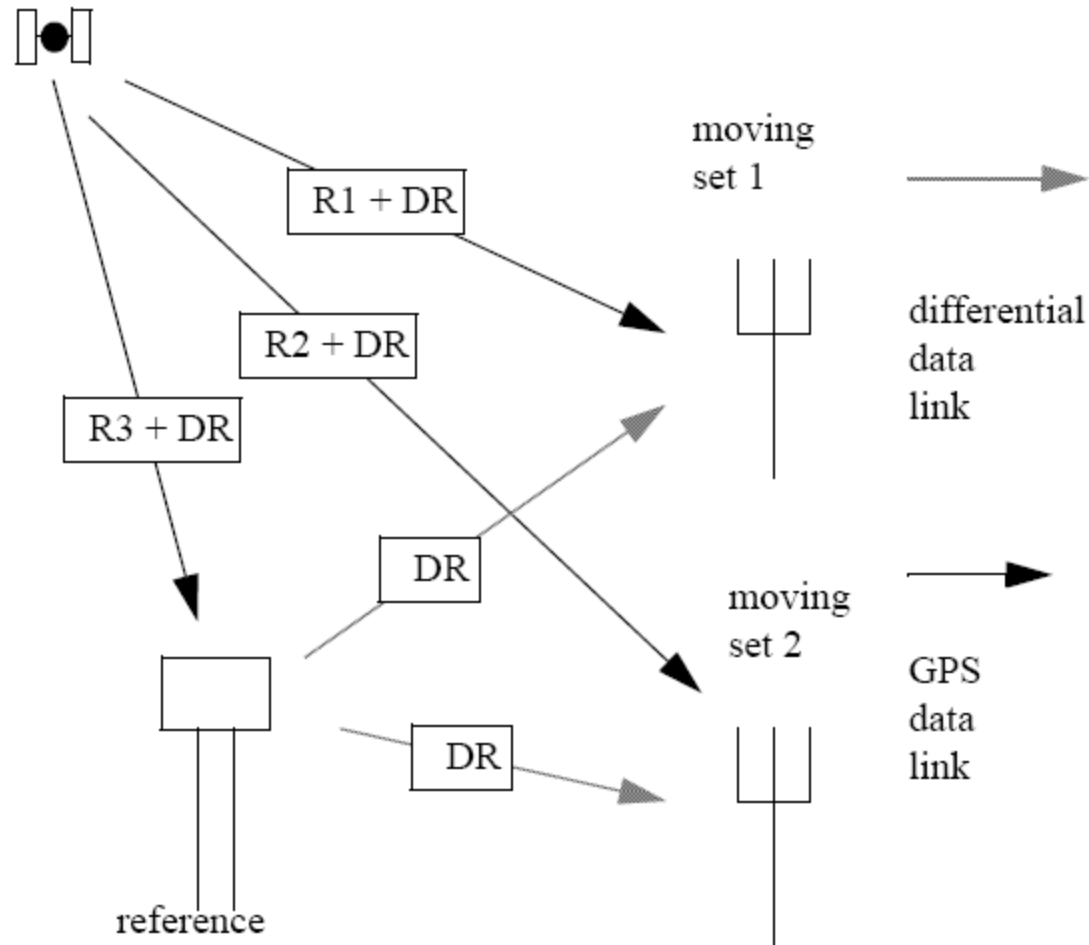 moving
set 1
R1 + DR
R2 + DR
differential
data
link
R3 + DR
DR
moving
set 2
GPS
data
link
DR
reference